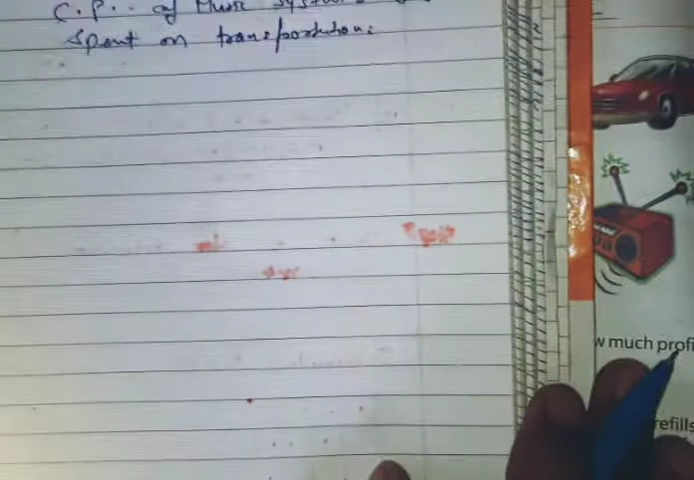 C.P. of Music System
Spent on transportation:
w much profi
refills